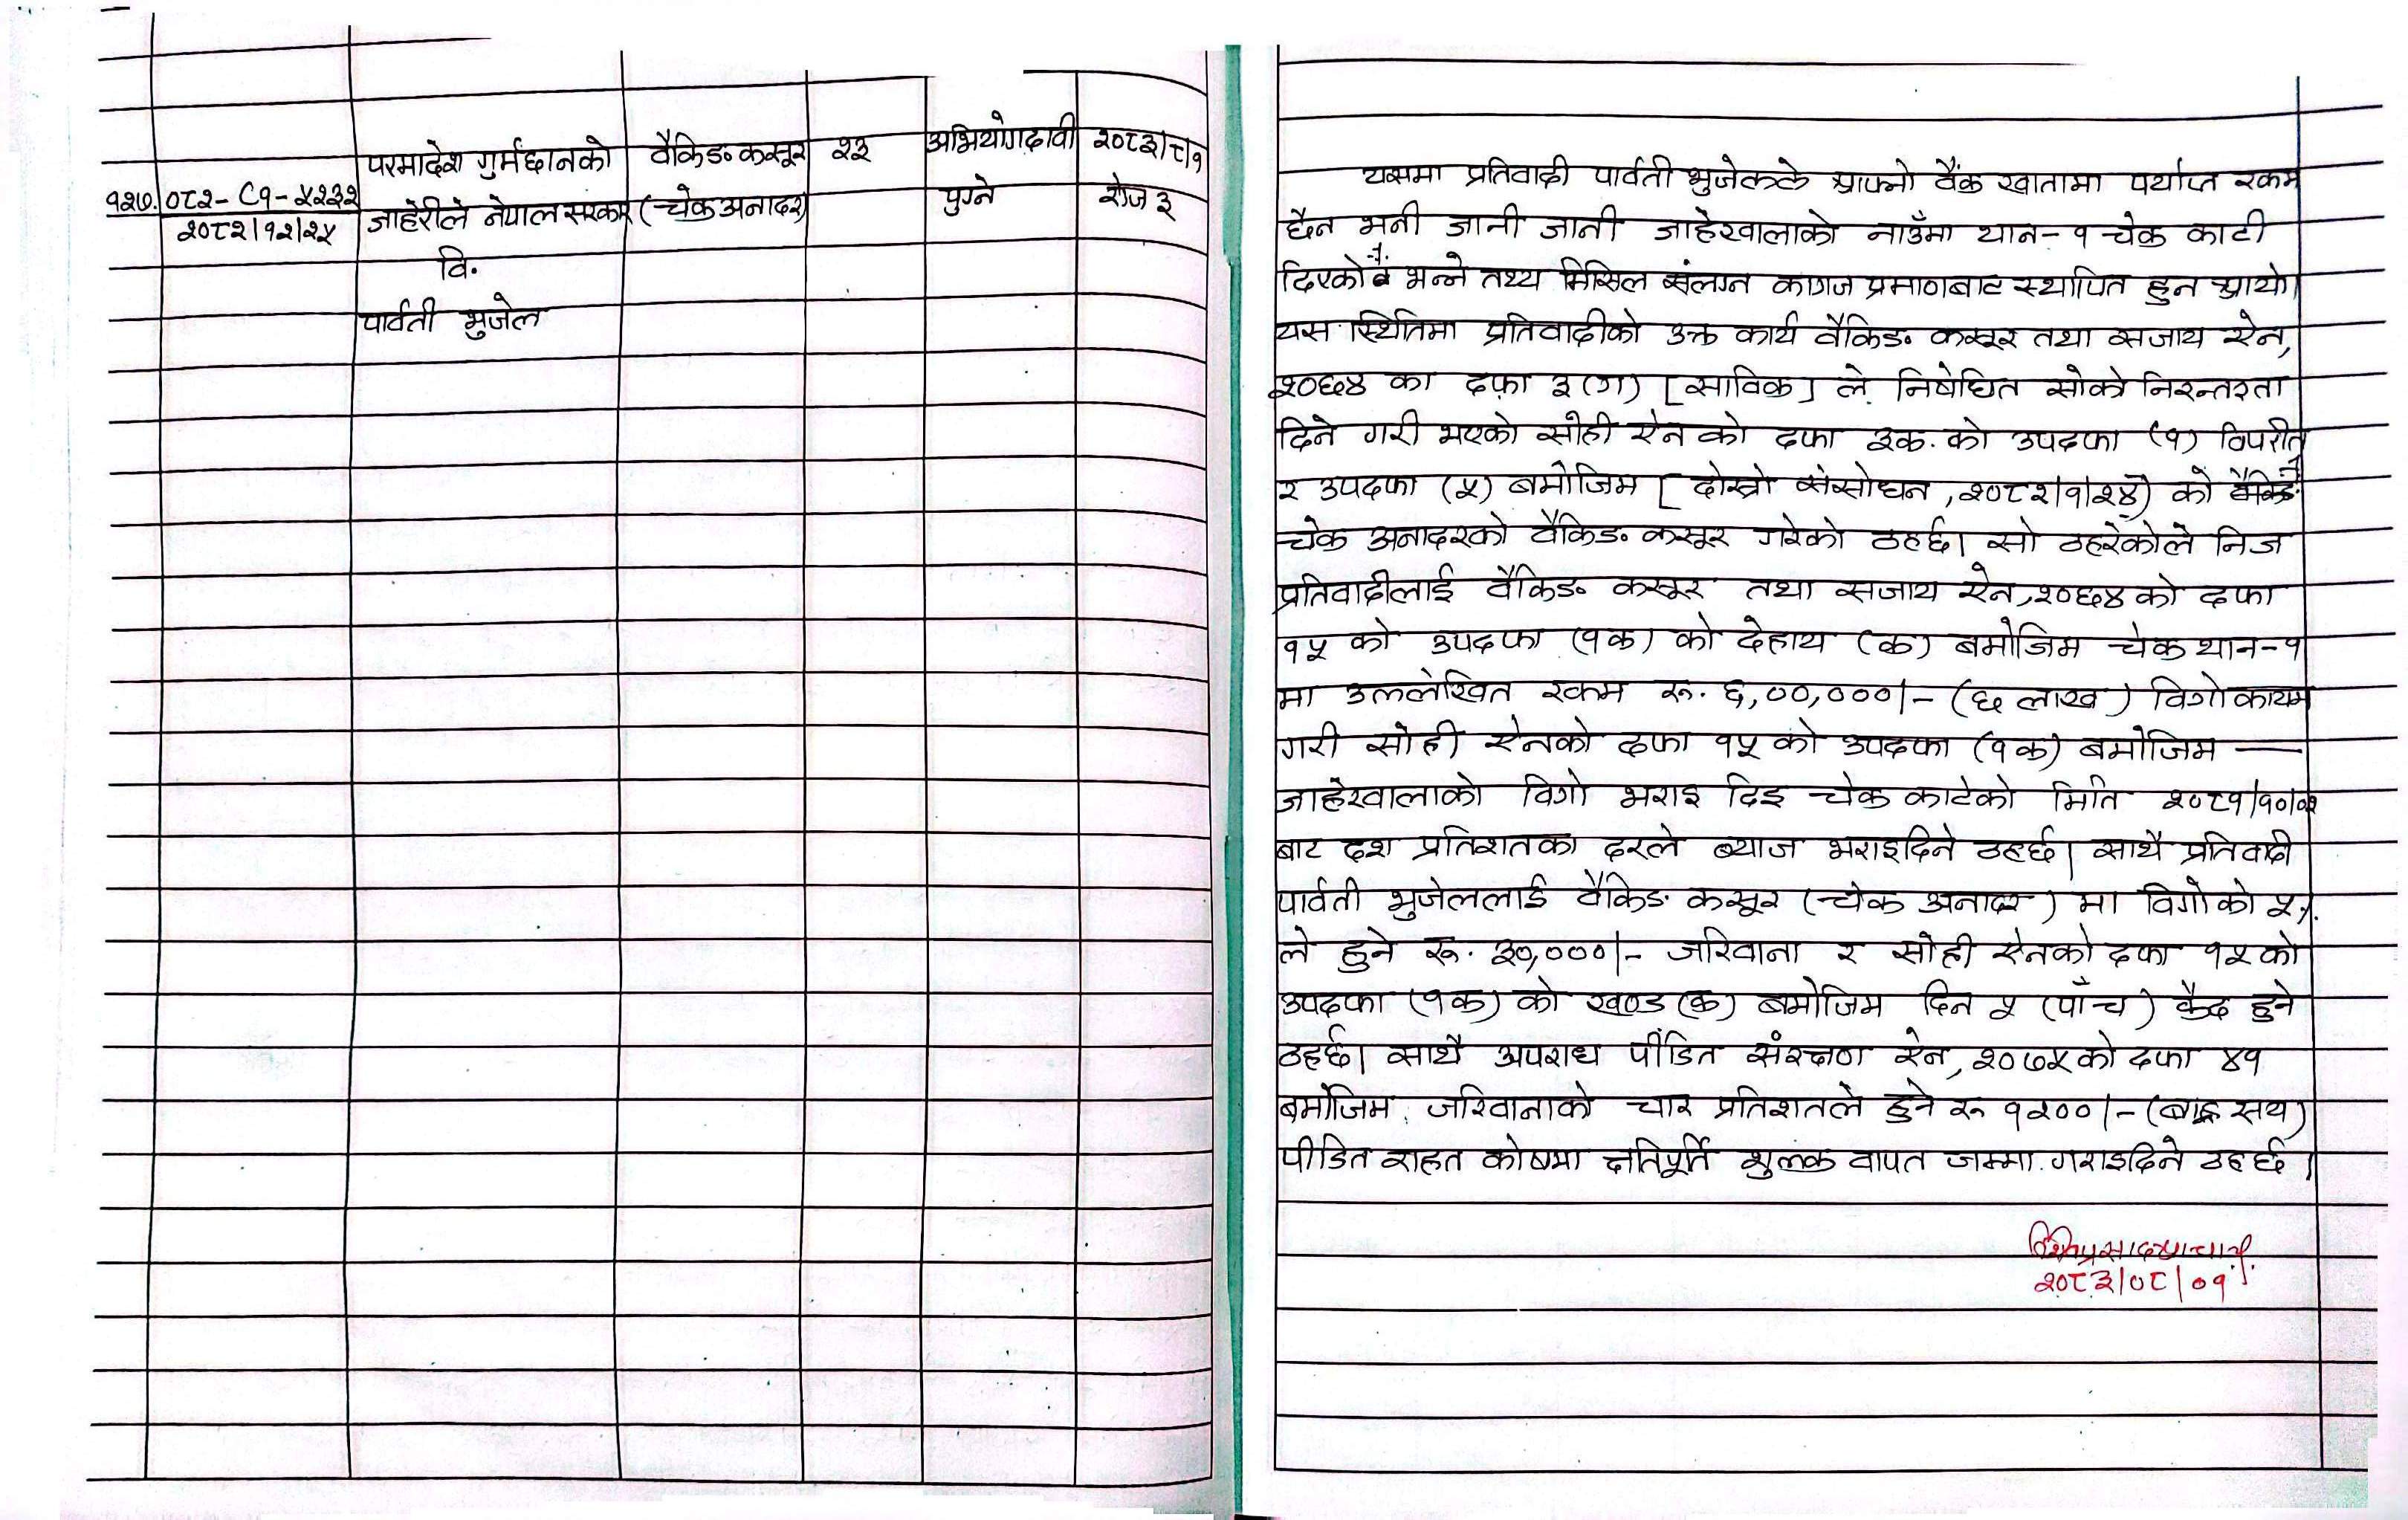 परमादेश गुर्मछानको वैकिङ कसूर २२ अभियोगदावी २०८३/८/१
१२७. ०८२-C१-५२३२ जाहेरीले नेपाल सरकार (चेक अनादर) पुग्ने रोज ३
२०८२/१२/२५
वि.
पार्वती भुजेल
यसमा प्रतिवादी पार्वती भुजेलले आफ्नो वैंक खातामा पर्याप्त रकम
छैन भनी जानी जानी जाहेरवालाको नाउँमा थान-१ चेक काटी
दिएको भन्ने तथ्य मिसिल संलग्न कागज प्रमाणबाट स्थापित हुन आयो।
यस स्थितिमा प्रतिवादीको उक्त कार्य वैकिङ कसूर तथा सजाय ऐन,
२०६४ का दफा ३(ग) [साविक] ले निषेधित सोको निरन्तरता
दिने गरी भएको सोही ऐन को दफा ३क. को उपदफा (१) विपरीत
र उपदफा (५) बमोजिम [दोस्रो संसोधन, २०८२/१/२४) को
चेक अनादरको वैकिङ कसूर गरेको ठहर्छ। सो ठहरेकोले निज
प्रतिवादीलाई वैकिङ कसूर तथा सजाय ऐन, २०६४ को दफा
१५ को उपदफा (१क) को देहाय (क) बमोजिम चेक थान-१
मा उललेखित रकम रू. ६,००,०००/- (६ लाख) विगो कायम
गरी सोही ऐनको दफा १५ को उपदफा (१क) बमोजिम —
जाहेरवालाको विगो भराइ दिइ चेक काटेको मिति २०८१/१०/
बाट दश प्रतिशतका दरले ब्याज भराइदिने ठहर्छ। साथै प्रतिवादी
पार्वती भुजेललाई वैकिङ कसूर (चेक अनादर) मा विगोको ५%
ले हुने रू. ३०,०००/- जरिवाना र सोही ऐनको दफा १५ को
उपदफा (१क) को खण्ड (क) बमोजिम दिन ५ (पाँच) कैद हुने
ठहर्छ। साथै अपराध पीडित संरक्षण ऐन, २०७५ को दफा ४१
बमोजिम जरिवानाको चार प्रतिशतले हुने रू १२००/- (बाह्र सय)
पीडित राहत कोषमा क्षतिपूर्ति शुल्क वापत जम्मा गराइदिने ठहर्छ।
२०८३/०८/०१